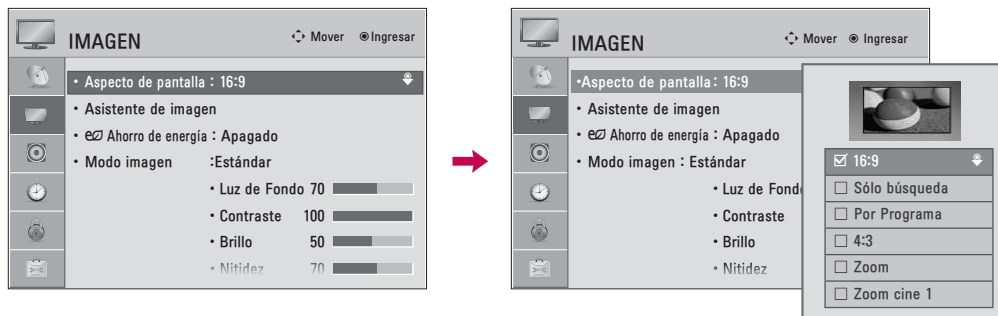 IMAGEN
Mover
Ingresar
• Aspecto de pantalla : 16:9
• Asistente de imagen
• Ahorro de energía : Apagado
• Modo imagen :Estándar
• Luz de Fondo 70
• Contraste 100
• Brillo 50
• Nitidez 70
IMAGEN
Mover
Ingresar
•Aspecto de pantalla : 16:9
• Asistente de imagen
• Ahorro de energía : Apagado
• Modo imagen : Estándar
• Luz de Fondo
• Contraste
• Brillo
• Nitidez
16:9
Sólo búsqueda
Por Programa
4:3
Zoom
Zoom cine 1